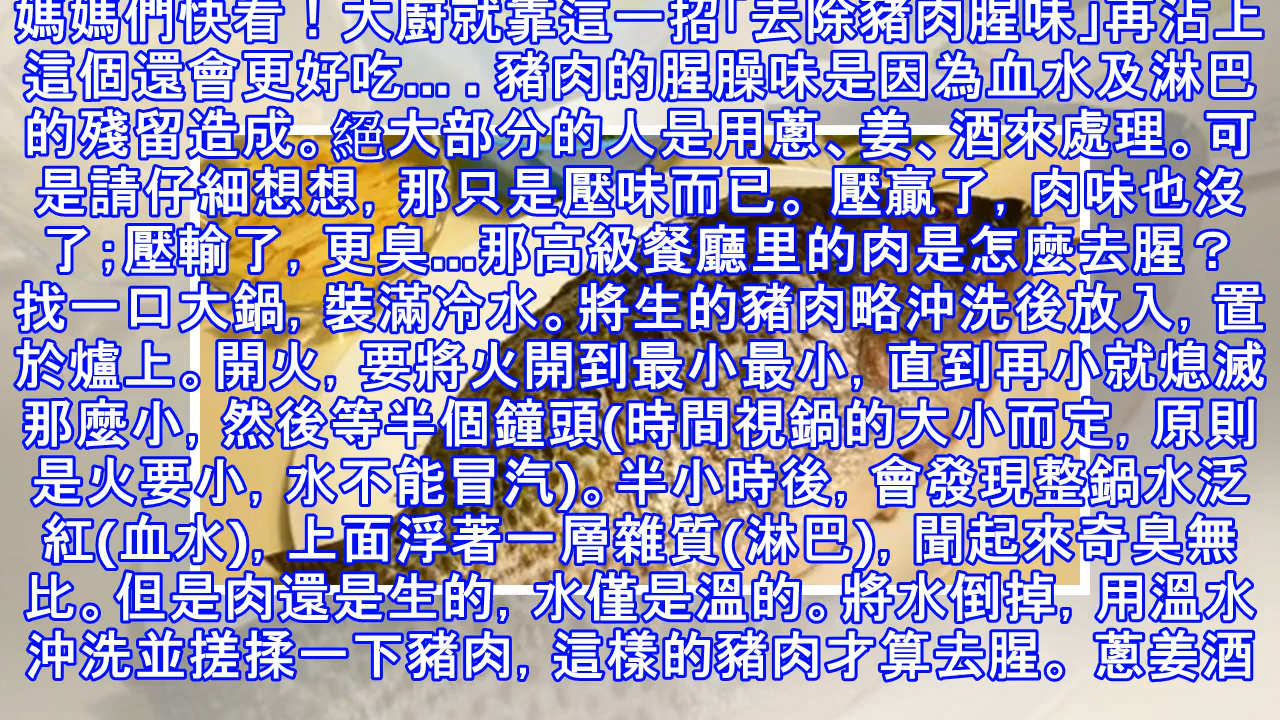 媽媽們快看！大廚就靠這一招「去除豬肉腥味」再沾上
這個還會更好吃... . 豬肉的腥臊味是因為血水及淋巴
的殘留造成。絕大部分的人是用蔥、姜、酒來處理。可
是請仔細想想, 那只是壓味而已。壓贏了, 肉味也沒
了;壓輸了, 更臭...那高級餐廳里的肉是怎麼去腥？
找一口大鍋, 裝滿冷水。將生的豬肉略沖洗後放入, 置
於爐上。開火, 要將火開到最小最小, 直到再小就熄滅
那麼小, 然後等半個鐘頭(時間視鍋的大小而定, 原則
是火要小, 水不能冒汽)。半小時後, 會發現整鍋水泛
紅(血水), 上面浮著一層雜質(淋巴), 聞起來奇臭無
比。但是肉還是生的, 水僅是溫的。將水倒掉, 用溫水
沖洗並搓揉一下豬肉, 這樣的豬肉才算去腥。蔥姜酒